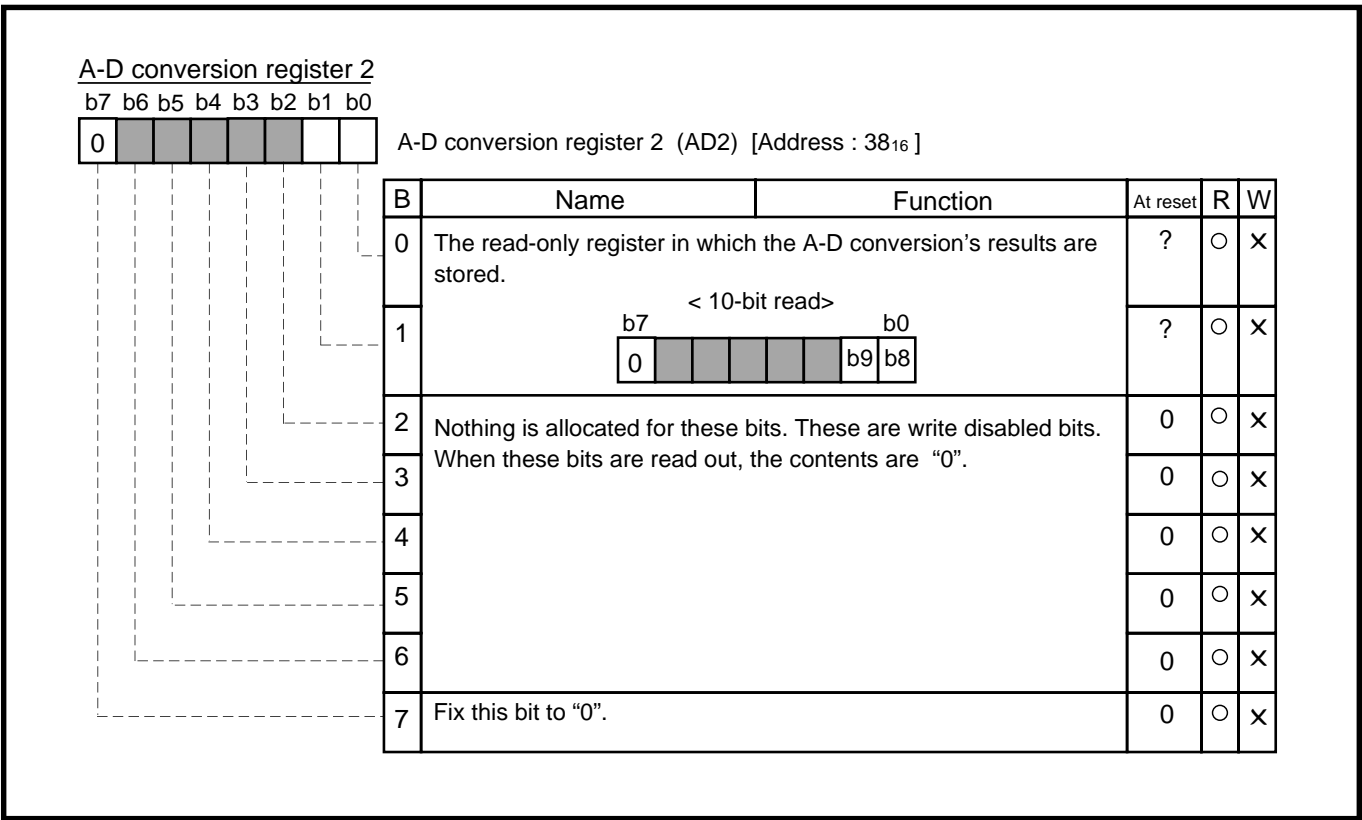 A-D conversion register 2
b7 b6 b5 b4 b3 b2 b1 b0
0
A-D conversion register 2 (AD2) [Address : 38₁₆ ]
B Name Function At reset R W
0 The read-only register in which the A-D conversion’s results are ? ○ ×
stored.
< 10-bit read>
b7 b0
1 ? ○ ×
0 b9 b8
2 Nothing is allocated for these bits. These are write disabled bits. 0 ○ ×
When these bits are read out, the contents are “0”.
3 0 ○ ×
4 0 ○ ×
5 0 ○ ×
6 0 ○ ×
7 Fix this bit to “0”. 0 ○ ×